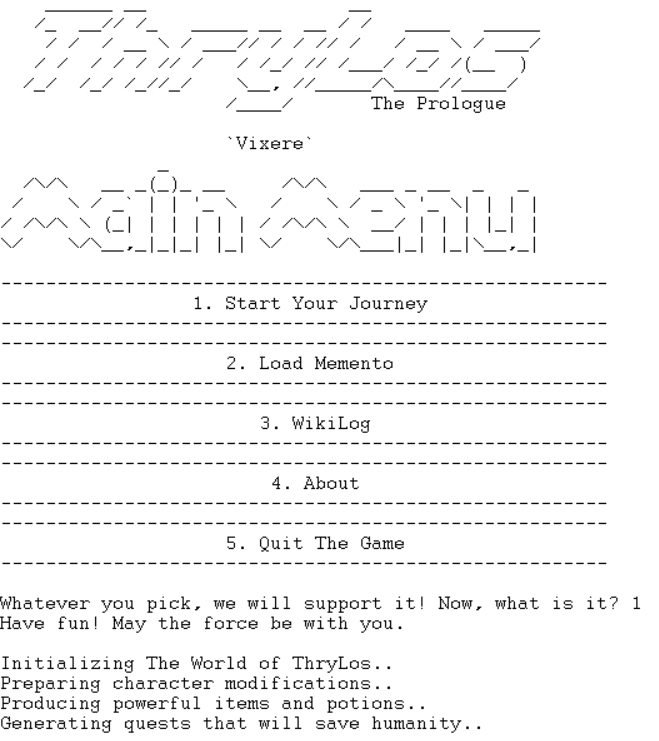 ThryLos
The Prologue
`Vixere`
Main Menu
1. Start Your Journey
2. Load Memento
3. WikiLog
4. About
5. Quit The Game
Whatever you pick, we will support it! Now, what is it? 1
Have fun! May the force be with you.
Initializing The World of ThryLos..
Preparing character modifications..
Producing powerful items and potions..
Generating quests that will save humanity..